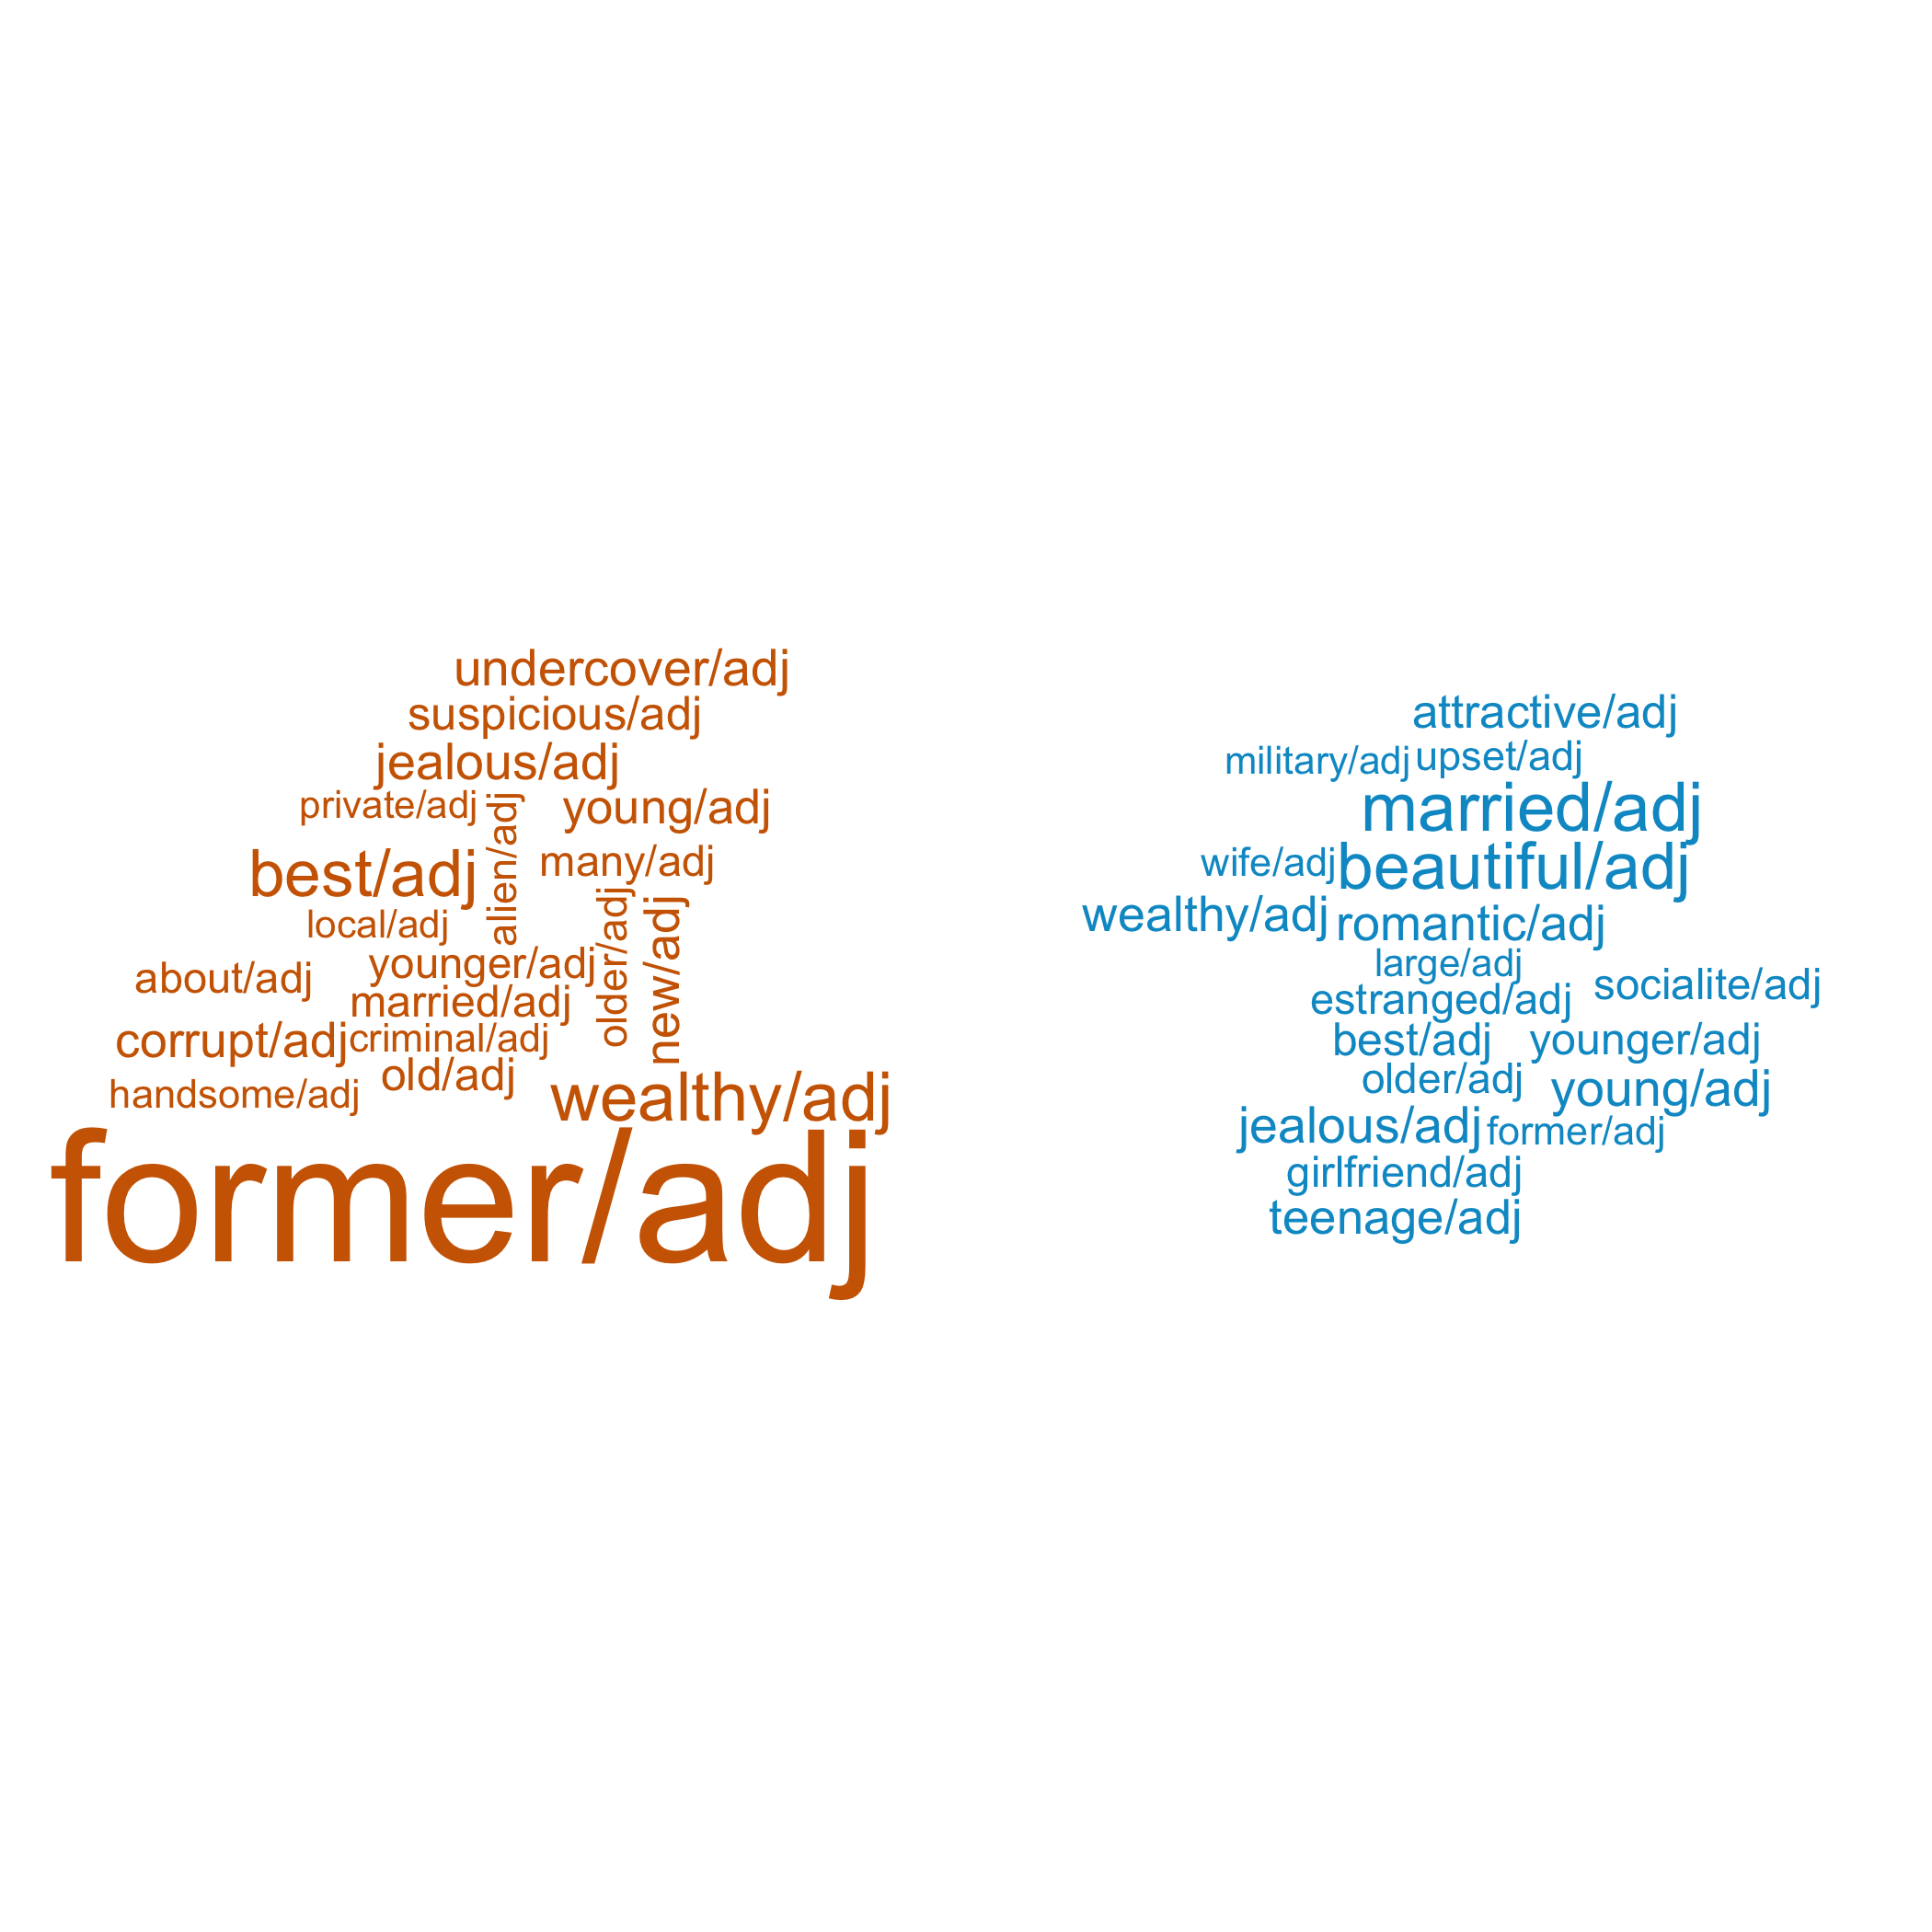 undercover/adj
suspicious/adj
jealous/adj
private/adj
alien/adj
young/adj
best/adj
many/adj
local/adj
older/adj
new/adj
younger/adj
about/adj
married/adj
corrupt/adj
criminal/adj
old/adj
handsome/adj
wealthy/adj
former/adj
attractive/adj
military/adj
upset/adj
married/adj
wife/adj
beautiful/adj
wealthy/adj
romantic/adj
large/adj
estranged/adj
socialite/adj
best/adj
younger/adj
older/adj
young/adj
jealous/adj
former/adj
girlfriend/adj
teenage/adj